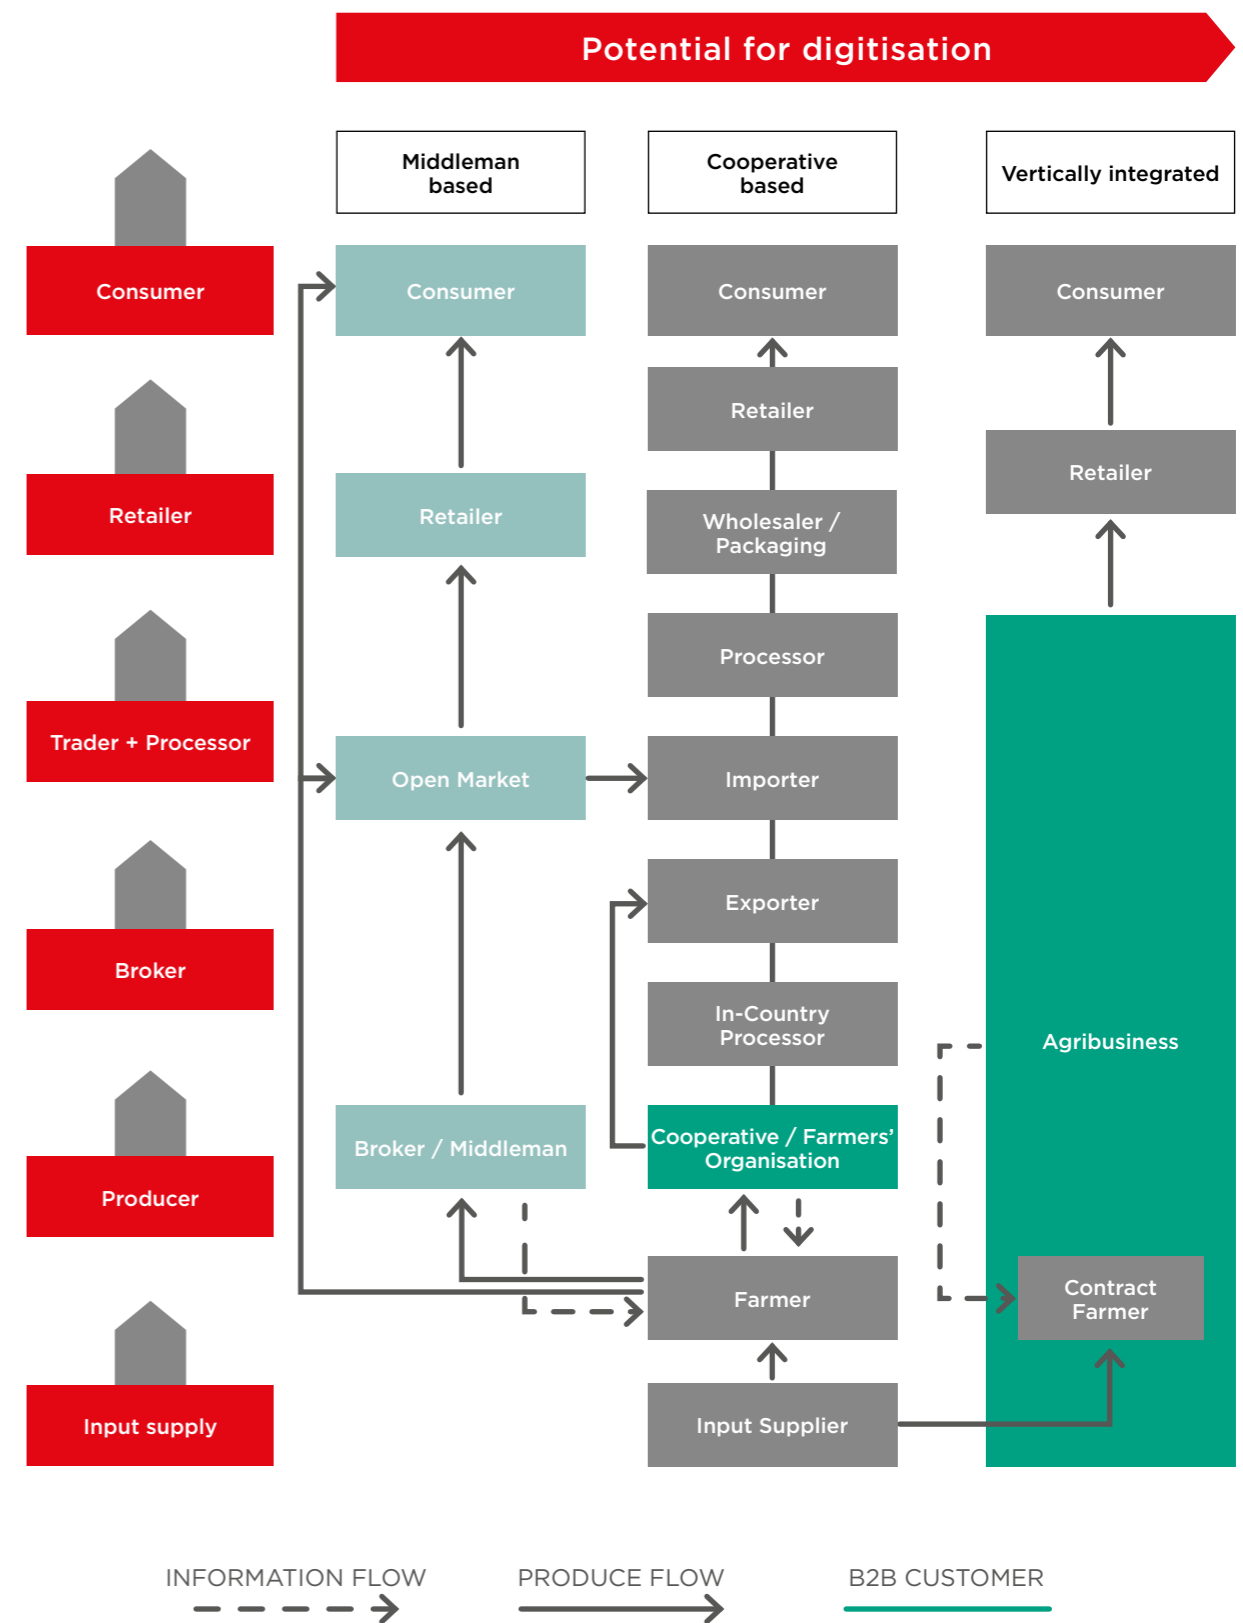 Potential for digitisation
Middleman
based
Cooperative
based
Vertically integrated
Consumer
Retailer
Trader + Processor
Broker
Producer
Input supply
Consumer
Retailer
Open Market
Broker / Middleman
Consumer
Retailer
Wholesaler /
Packaging
Processor
Importer
Exporter
In-Country
Processor
Cooperative / Farmers’
Organisation
Farmer
Input Supplier
Consumer
Retailer
Agribusiness
Contract
Farmer
INFORMATION FLOW
PRODUCE FLOW
B2B CUSTOMER